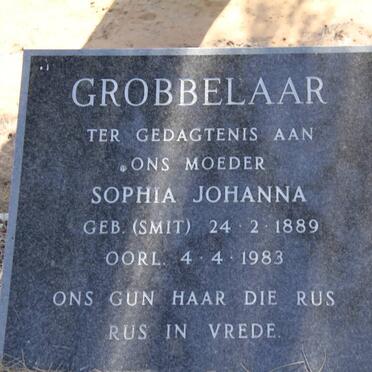 GROBBELAAR
TER GEDAGTENIS AAN
ONS MOEDER
SOPHIA JOHANNA
GEB. (SMIT) 24·2·1889
OORL. 4·4·1983
ONS GUN HAAR DIE RUS
RUS IN VREDE.